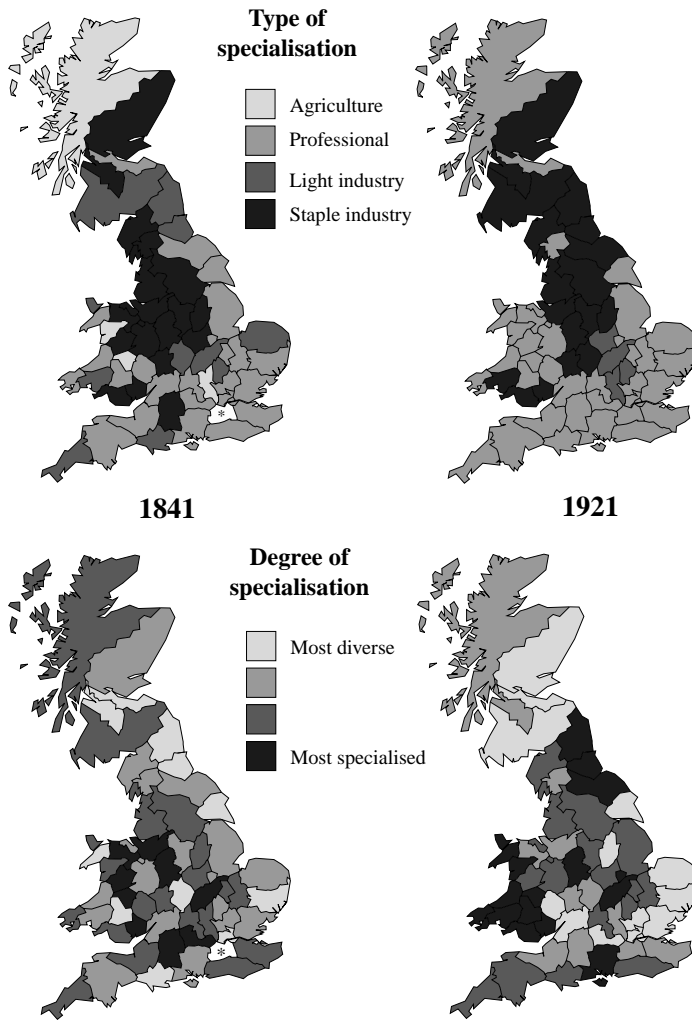 Type of
specialisation
Agriculture
Professional
Light industry
Staple industry
*
1841
1921
Degree of
specialisation
Most diverse
Most specialised
*